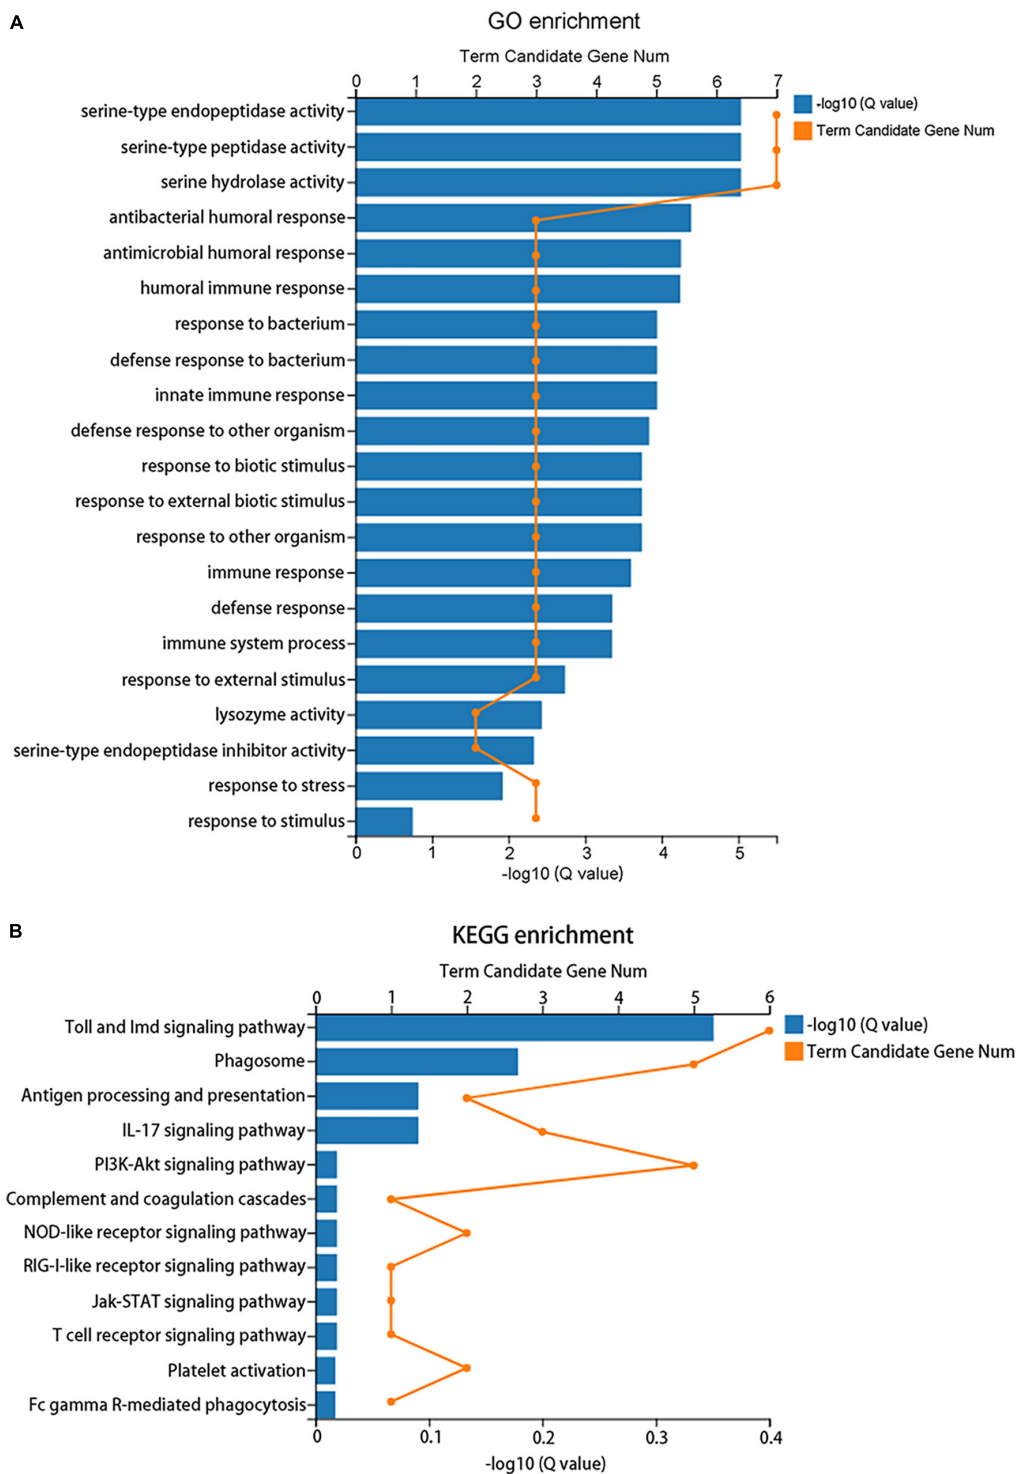 A
GO enrichment
Term Candidate Gene Num
0 1 2 3 4 5 6 7
serine-type endopeptidase activity
serine-type peptidase activity
serine hydrolase activity
antibacterial humoral response
antimicrobial humoral response
humoral immune response
response to bacterium
defense response to bacterium
innate immune response
defense response to other organism
response to biotic stimulus
response to external biotic stimulus
response to other organism
immune response
defense response
immune system process
response to external stimulus
lysozyme activity
serine-type endopeptidase inhibitor activity
response to stress
response to stimulus
-log10 (Q value)
Term Candidate Gene Num
0 1 2 3 4 5
-log10 (Q value)
B
KEGG enrichment
Term Candidate Gene Num
0 1 2 3 4 5 6
Toll and Imd signaling pathway
Phagosome
Antigen processing and presentation
IL-17 signaling pathway
PI3K-Akt signaling pathway
Complement and coagulation cascades
NOD-like receptor signaling pathway
RIG-I-like receptor signaling pathway
Jak-STAT signaling pathway
T cell receptor signaling pathway
Platelet activation
Fc gamma R-mediated phagocytosis
-log10 (Q value)
Term Candidate Gene Num
0 0.1 0.2 0.3 0.4
-log10 (Q value)